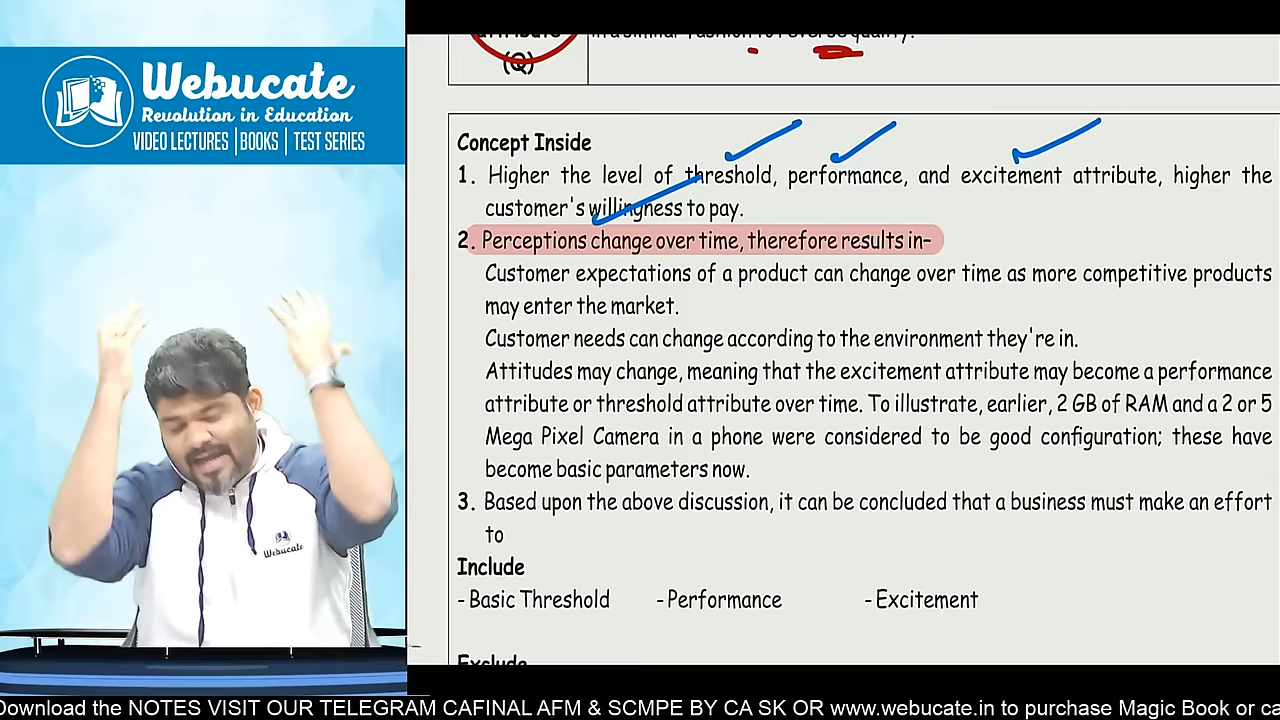 Webucate
Revolution in Education
VIDEO LECTURES | BOOKS | TEST SERIES
attribute
in a similar fashion to reverse quality.
(Q)
Concept Inside
1. Higher the level of threshold, performance, and excitement attribute, higher the
customer's willingness to pay.
2. Perceptions change over time, therefore results in-
Customer expectations of a product can change over time as more competitive products
may enter the market.
Customer needs can change according to the environment they're in.
Attitudes may change, meaning that the excitement attribute may become a performance
attribute or threshold attribute over time. To illustrate, earlier, 2 GB of RAM and a 2 or 5
Mega Pixel Camera in a phone were considered to be good configuration; these have
become basic parameters now.
3. Based upon the above discussion, it can be concluded that a business must make an effort
to
Include
- Basic Threshold - Performance - Excitement
Exclude
Webucate
Download the NOTES VISIT OUR TELEGRAM CAFINAL AFM & SCMPE BY CA SK OR www.webucate.in to purchase Magic Book or ca